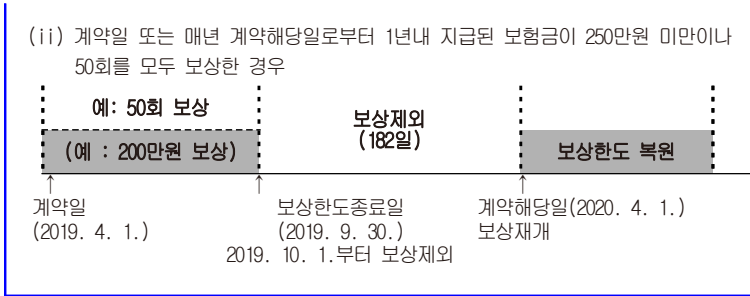 (ii) 계약일 또는 매년 계약해당일로부터 1년내 지급된 보험금이 250만원 미만이나
50회를 모두 보상한 경우
예: 50회 보상
보상제외
(182일)
(예 : 200만원 보상)
보상한도 복원
↑
↑
↑
계약일
(2019. 4. 1.)
보상한도종료일
(2019. 9. 30.)
2019. 10. 1.부터 보상제외
계약해당일(2020. 4. 1.)
보상재개